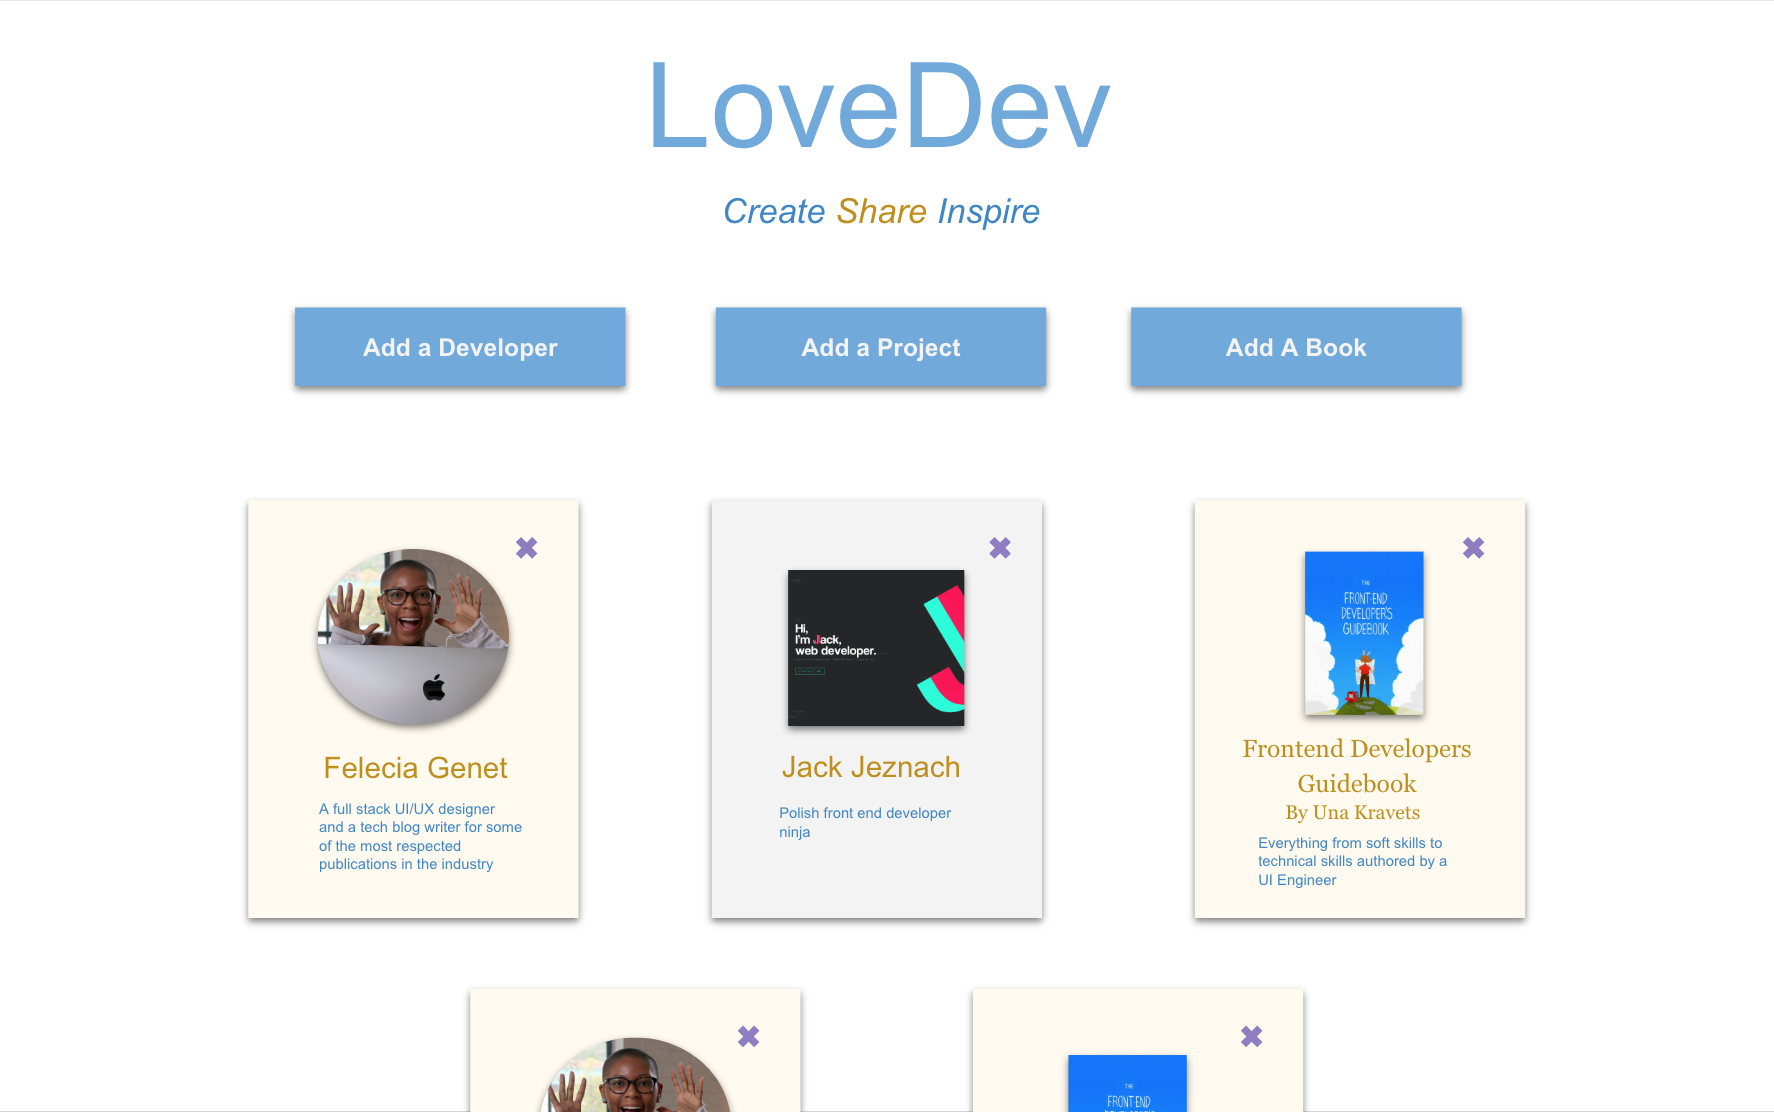 LoveDev
Create Share Inspire
Add a Developer
Add a Project
Add A Book
Felecia Genet
A full stack UI/UX designer
and a tech blog writer for some
of the most respected
publications in the industry
Hi,
I'm Jack,
web developer.
Jack Jeznach
Polish front end developer
ninja
THE
FRONT-END
DEVELOPER'S
GUIDEBOOK
Frontend Developers
Guidebook
By Una Kravets
Everything from soft skills to
technical skills authored by a
UI Engineer
THE
FRONT-END